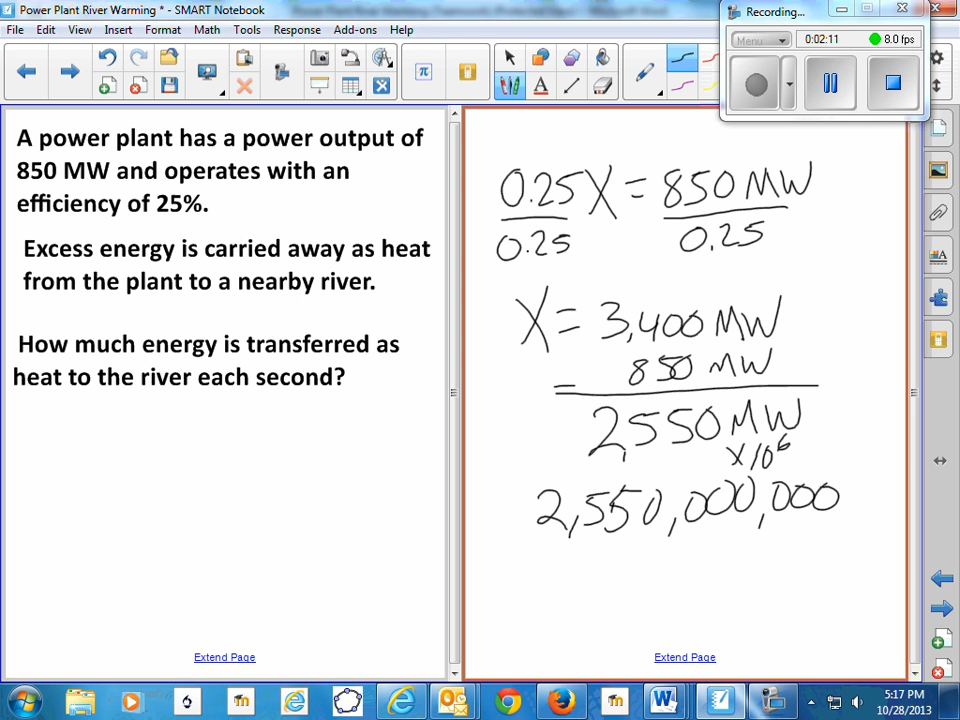 Power Plant River Warming * - SMART Notebook
Recording...
File Edit View Insert Format Math Tools Response Add-ons Help
Menu 0:02:11 8.0 fps
A power plant has a power output of
850 MW and operates with an
efficiency of 25%.
Excess energy is carried away as heat
from the plant to a nearby river.
How much energy is transferred as
heat to the river each second?
0.25X = 850 MW
0.25 0.25
X = 3,400 MW
- 850 MW
2,550 MW
x10⁶
2,550,000,000
Extend Page
Extend Page
5:17 PM
10/28/2013